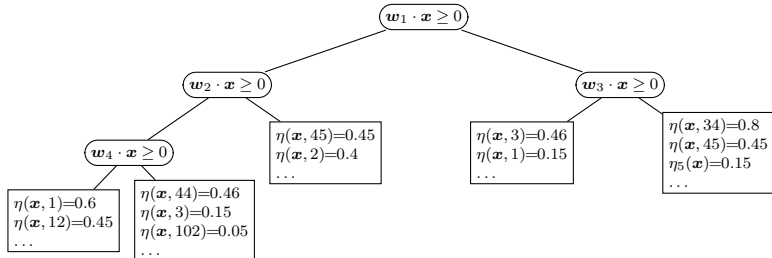 w₁ · x ≥ 0
w₂ · x ≥ 0
w₃ · x ≥ 0
w₄ · x ≥ 0
η(x, 45)=0.45
η(x, 2)=0.4
. . .
η(x, 3)=0.46
η(x, 1)=0.15
. . .
η(x, 34)=0.8
η(x, 45)=0.45
η₅(x)=0.15
. . .
η(x, 1)=0.6
η(x, 12)=0.45
. . .
η(x, 44)=0.46
η(x, 3)=0.15
η(x, 102)=0.05
. . .